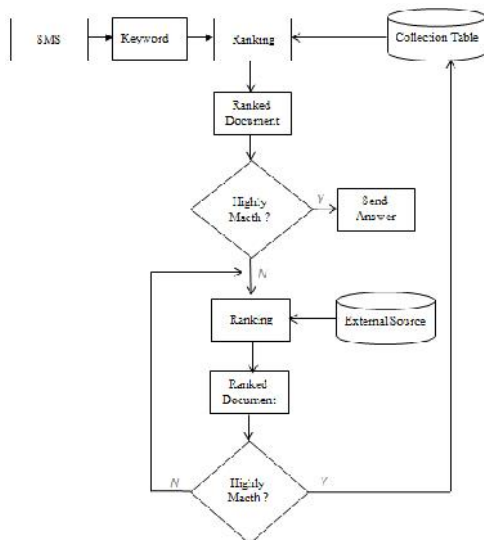 SMS
Keyword
Ranking
Collection Table
Ranked
Document
Highly
Macth ?
Y
Send
Answer
N
Ranking
External Source
Ranked
Document
N
Highly
Macth ?
Y